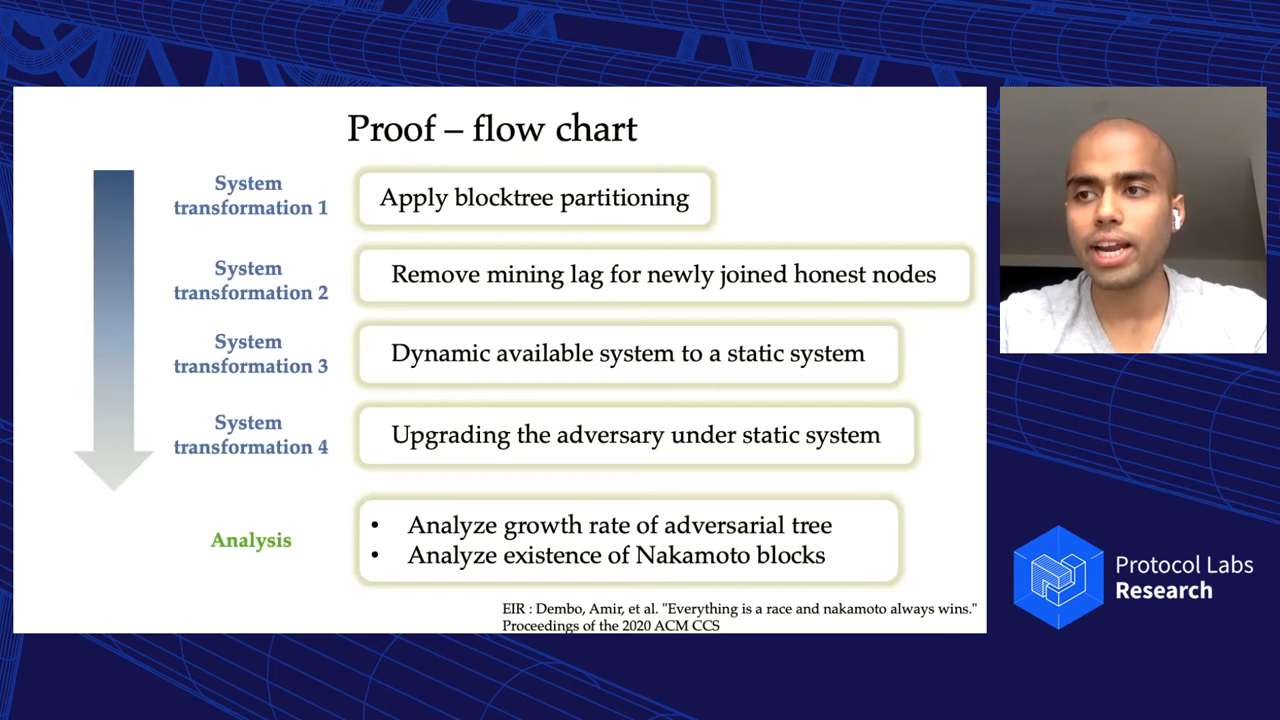 Proof – flow chart
System
transformation 1
Apply blocktree partitioning
System
transformation 2
Remove mining lag for newly joined honest nodes
System
transformation 3
Dynamic available system to a static system
System
transformation 4
Upgrading the adversary under static system
Analysis
• Analyze growth rate of adversarial tree
• Analyze existence of Nakamoto blocks
EIR : Dembo, Amir, et al. "Everything is a race and nakamoto always wins."
Proceedings of the 2020 ACM CCS
Protocol Labs
Research